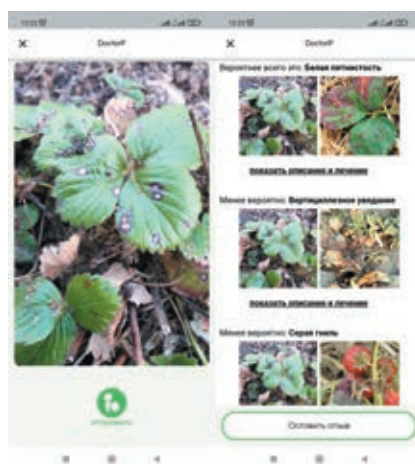 DoctorP
отправить
DoctorP
Вероятнее всего это: Белая пятнистость
показать описание и лечение
Менее вероятно: Вертициллезное увядание
показать описание и лечение
Менее вероятно: Серая гниль
Оставить отзыв